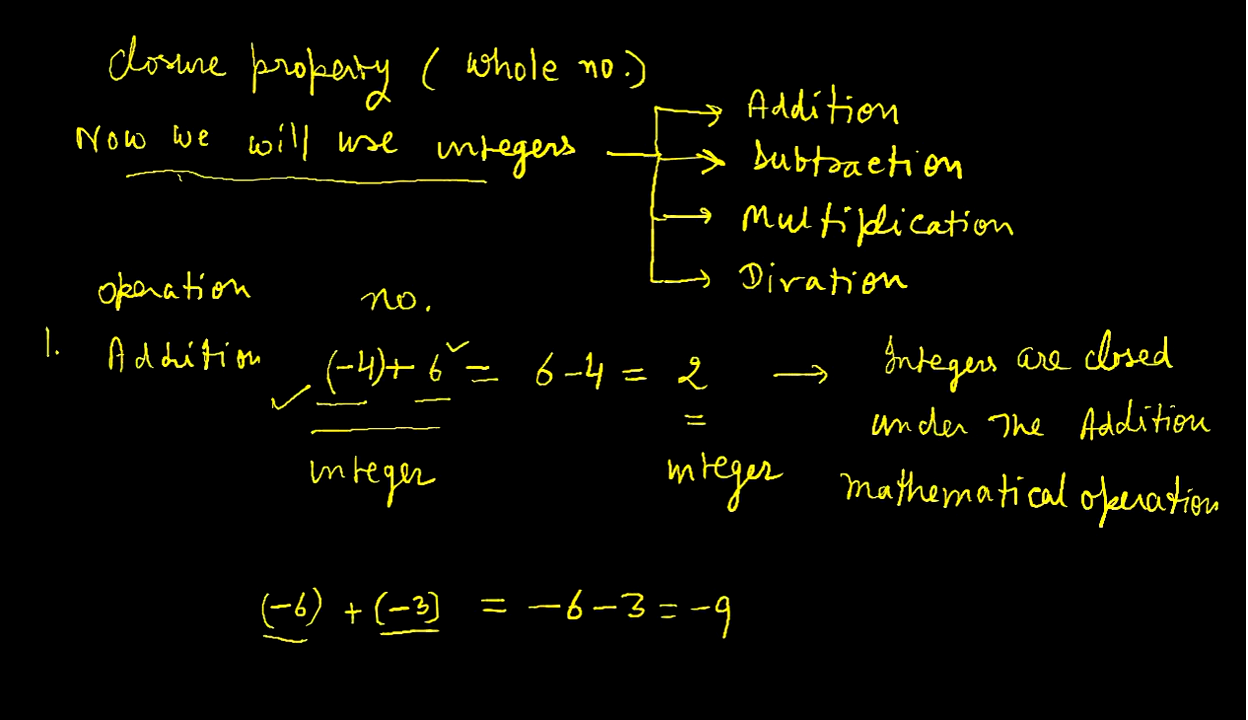 closure property ( whole no.)
Now we will use integers
Addition
Subtraction
Multiplication
Diration
operation no.
1. Addition (-4)+ 6 = 6-4 = 2 → Integers are closed
under The Addition
integer integer mathematical operation
(-6) + (-3) = -6-3 = -9